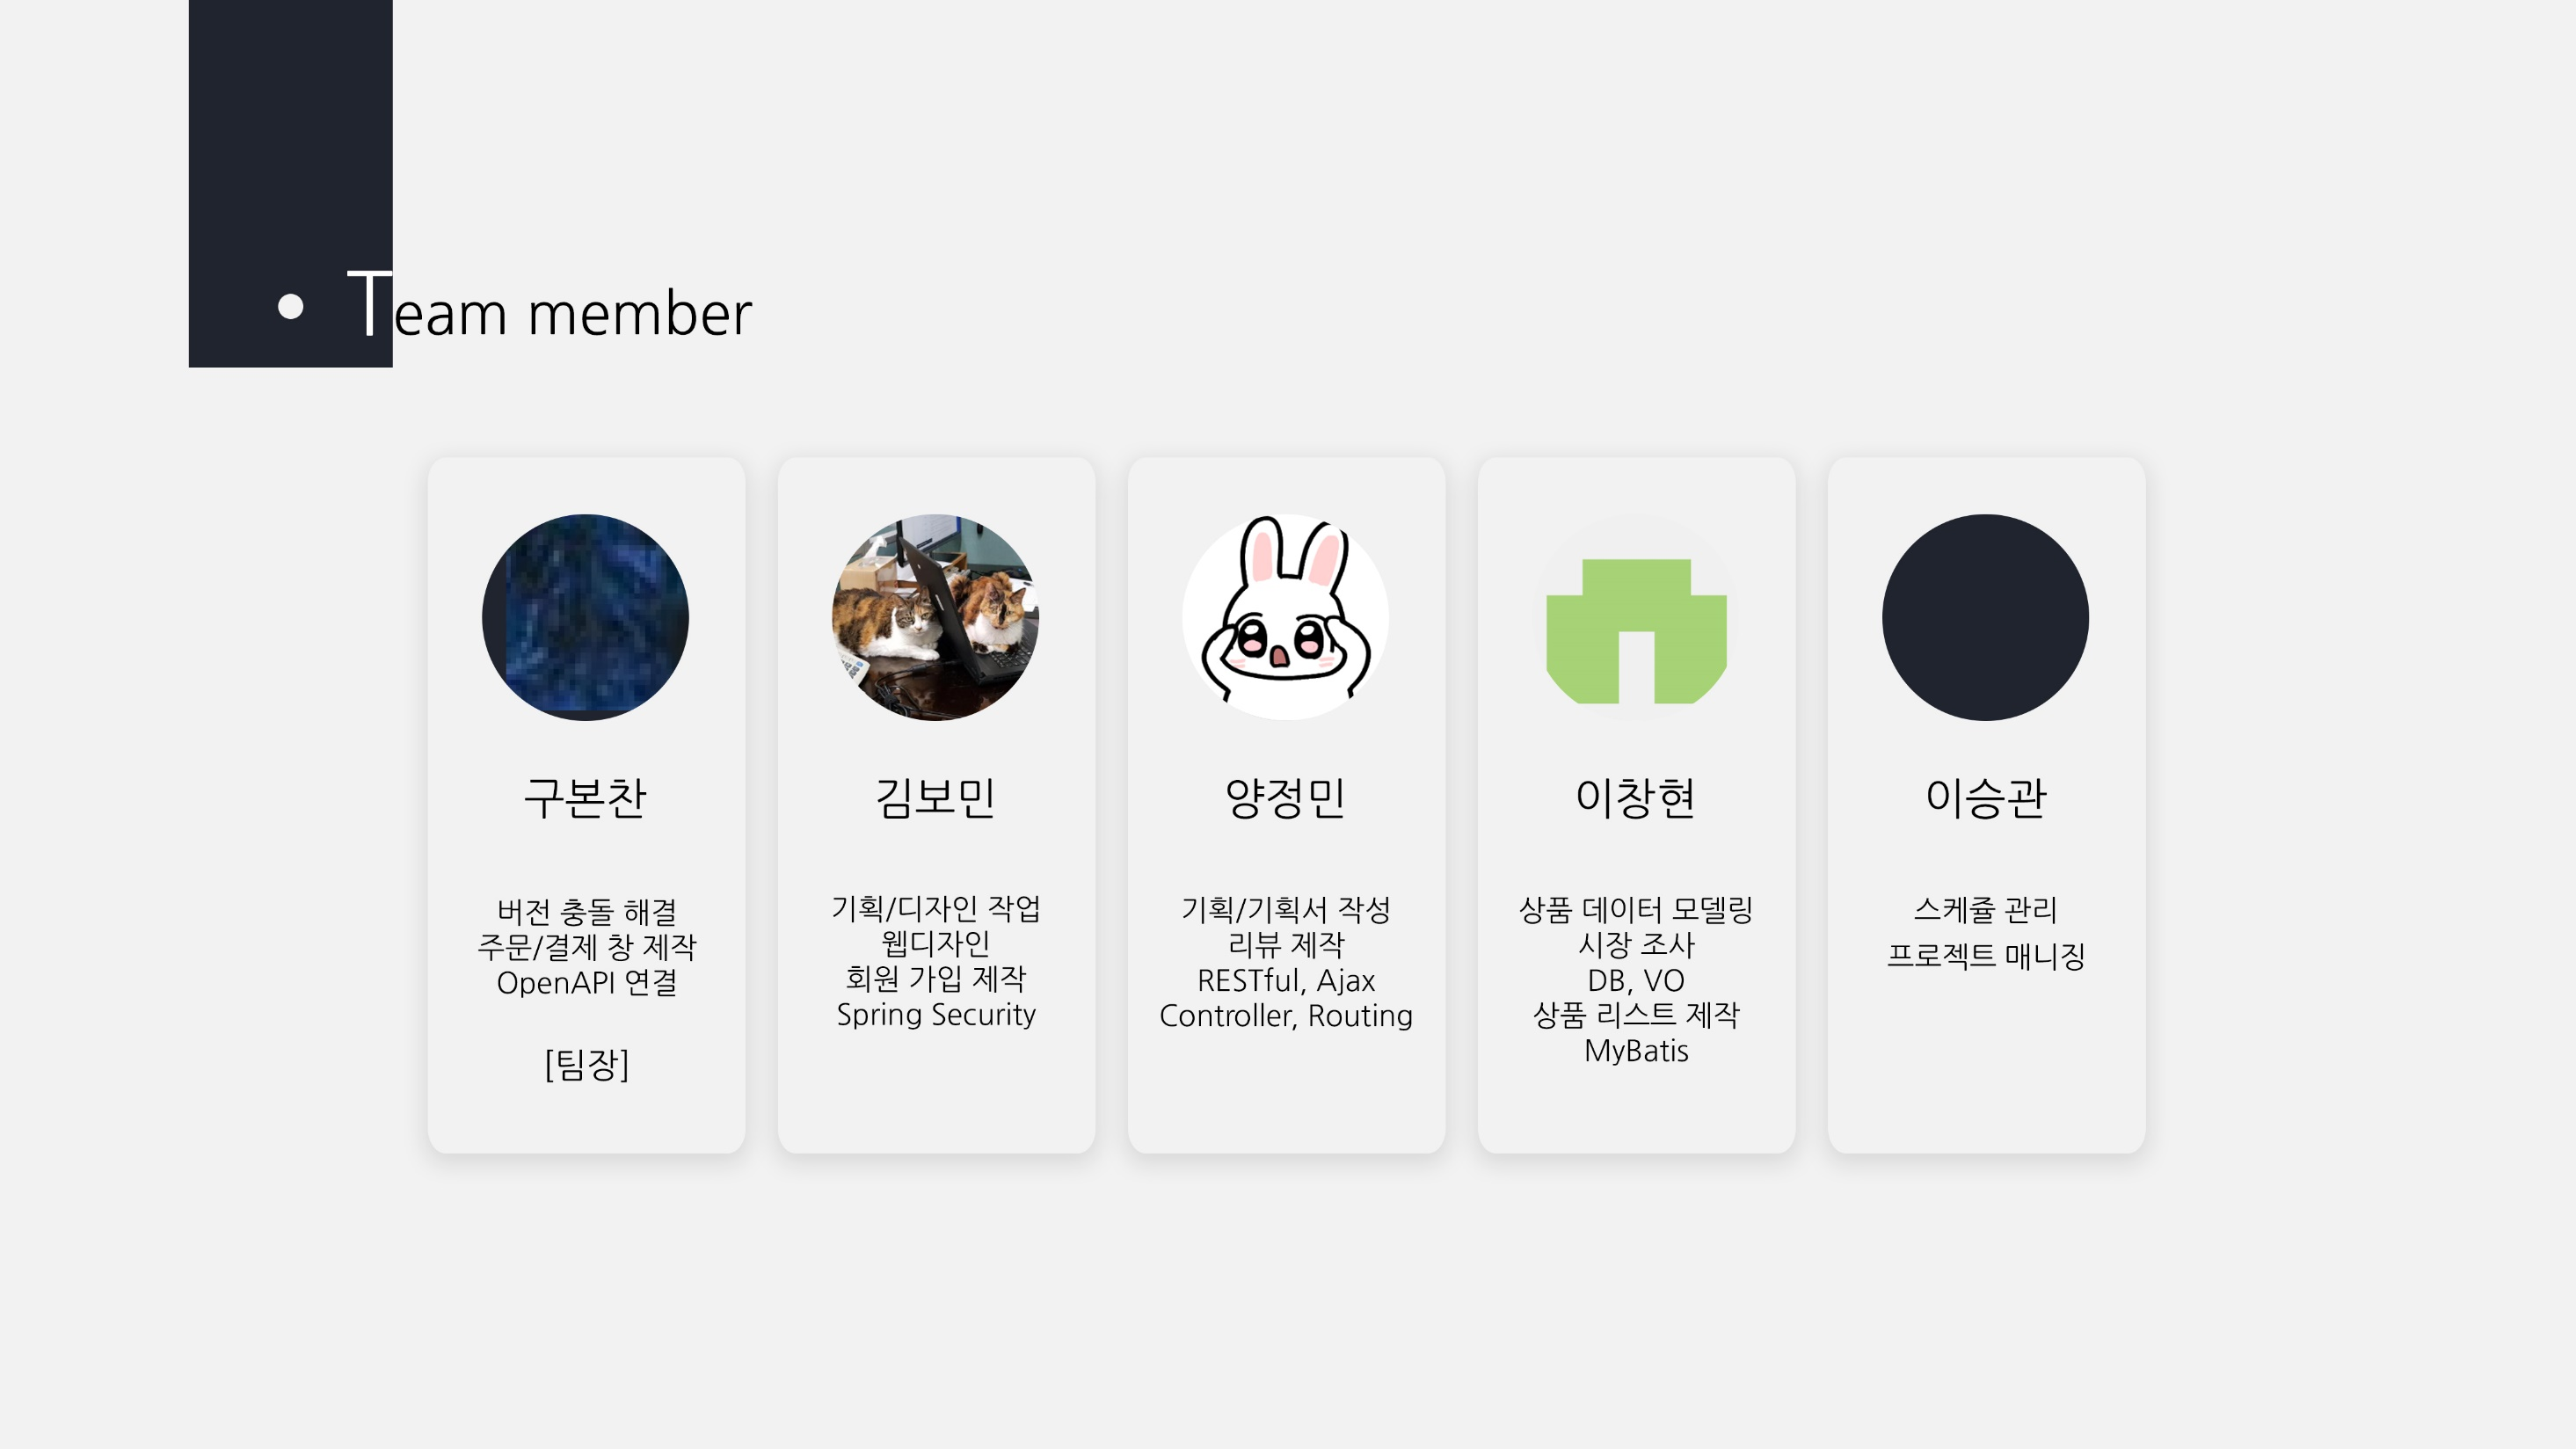 • Team member
구본찬
버전 충돌 해결
주문/결제 창 제작
OpenAPI 연결
[팀장]
김보민
기획/디자인 작업
웹디자인
회원 가입 제작
Spring Security
양정민
기획/기획서 작성
리뷰 제작
RESTful, Ajax
Controller, Routing
이창현
상품 데이터 모델링
시장 조사
DB, VO
상품 리스트 제작
MyBatis
이승관
스케쥴 관리
프로젝트 매니징